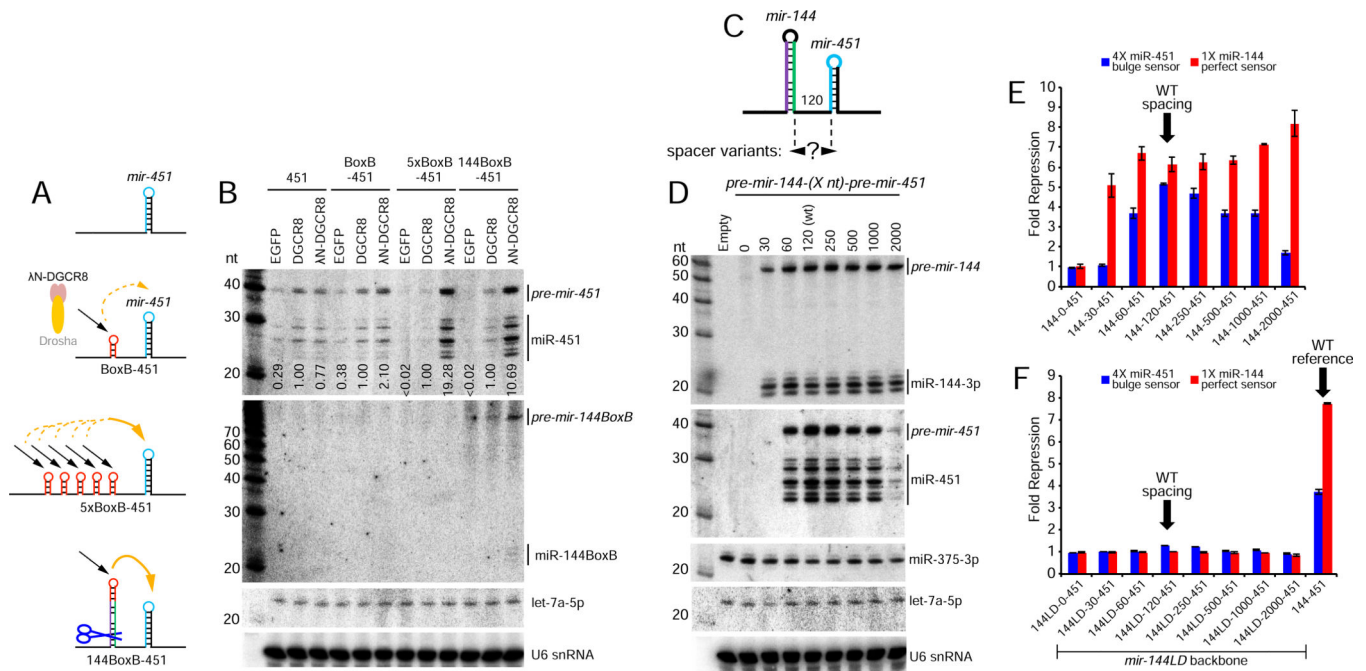 A
mir-451
λN-DGCR8
Drosha
mir-451
BoxB-451
5xBoxB-451
144BoxB-451
B
451
BoxB
-451
5xBoxB
-451
144BoxB
-451
EGFP
DGCR8
λN-DGCR8
EGFP
DGCR8
λN-DGCR8
EGFP
DGCR8
λN-DGCR8
EGFP
DGCR8
λN-DGCR8
nt
40
30
20
pre-mir-451
miR-451
0.29
1.00
0.77
0.38
1.00
2.10
<0.02
1.00
19.28
<0.02
1.00
10.69
70
60
50
40
30
20
pre-mir-144BoxB
miR-144BoxB
20
let-7a-5p
U6 snRNA
C
mir-144
mir-451
120
spacer variants:
?
D
pre-mir-144-(X nt)-pre-mir-451
Empty
0
30
60
120 (wt)
250
500
1000
2000
nt
60
50
40
30
20
pre-mir-144
miR-144-3p
40
30
20
pre-mir-451
miR-451
miR-375-3p
20
let-7a-5p
U6 snRNA
E
4X miR-451
bulge sensor
1X miR-144
perfect sensor
WT
spacing
Fold Repression
10
9
8
7
6
5
4
3
2
1
0
144-0-451
144-30-451
144-60-451
144-120-451
144-250-451
144-500-451
144-1000-451
144-2000-451
F
4X miR-451
bulge sensor
1X miR-144
perfect sensor
WT
reference
WT
spacing
Fold Repression
9
8
7
6
5
4
3
2
1
0
144LD-0-451
144LD-30-451
144LD-60-451
144LD-120-451
144LD-250-451
144LD-500-451
144LD-1000-451
144LD-2000-451
144-451
mir-144LD backbone